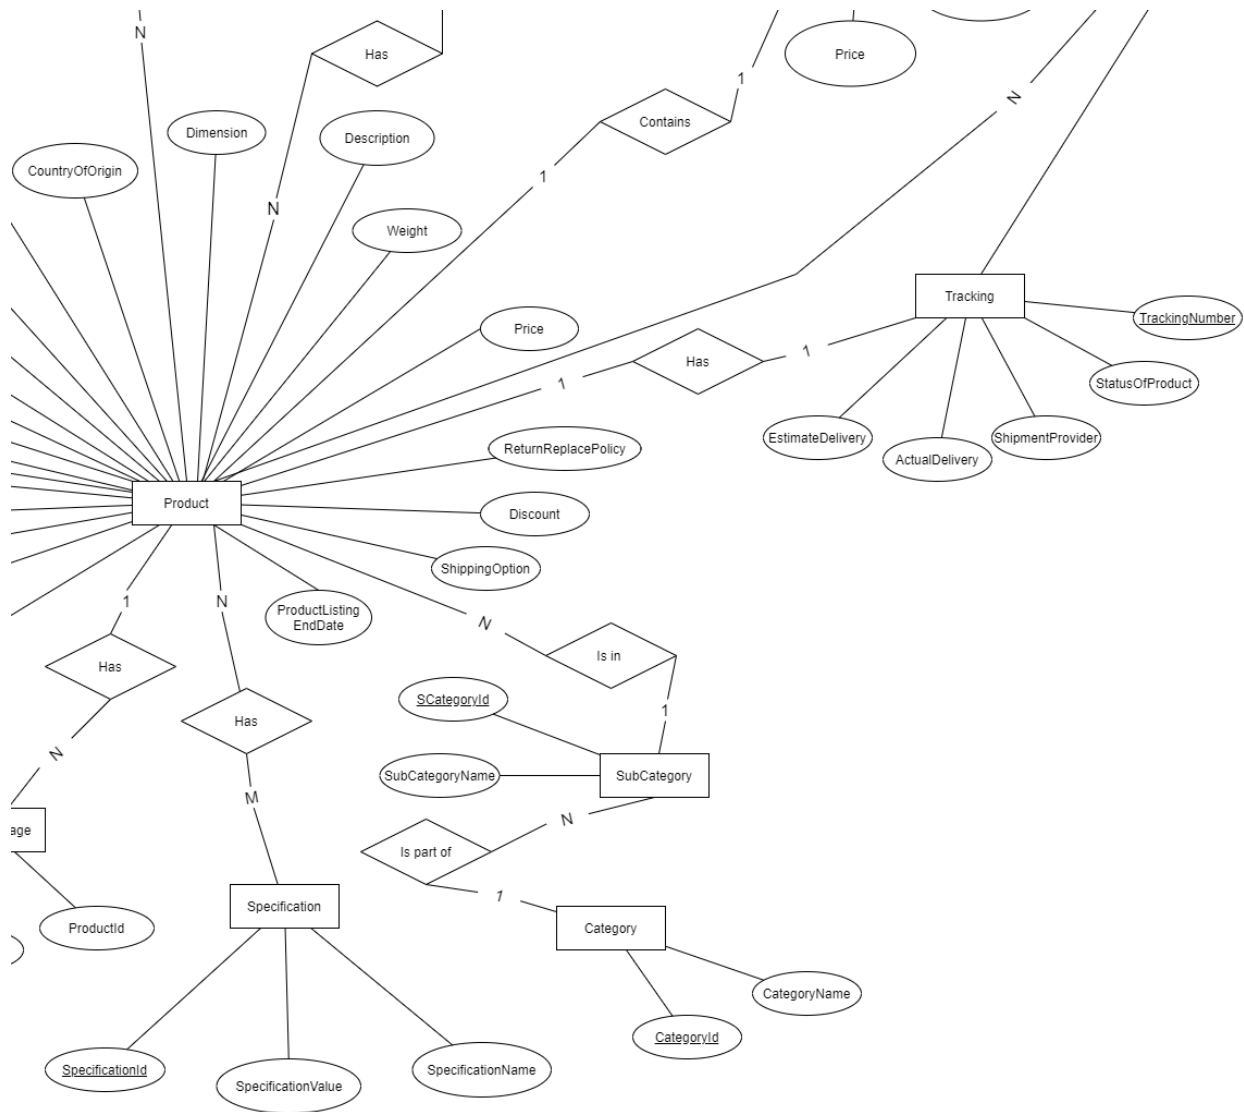 N
Has
Price
1
N
Contains
Dimension
Description
CountryOfOrigin
1
N
Weight
Tracking
TrackingNumber
Price
1
Has
1
StatusOfProduct
EstimateDelivery
ShipmentProvider
ActualDelivery
ReturnReplacePolicy
Product
Discount
ShippingOption
1
N
ProductListing
EndDate
N
Is in
Has
SCategoryId
1
Has
N
SubCategory
SubCategoryName
M
N
age
Is part of
1
Specification
Category
ProductId
CategoryName
CategoryId
SpecificationId
SpecificationName
SpecificationValue